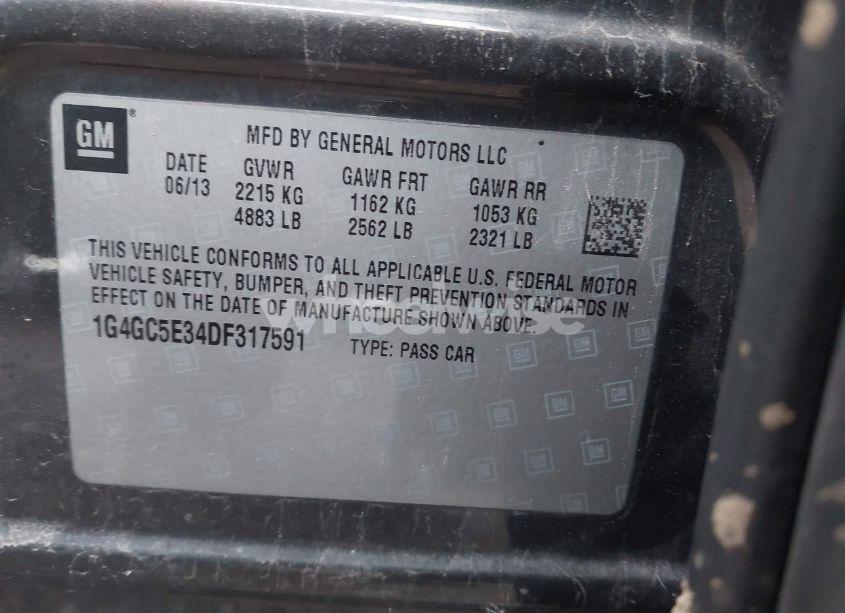 GM
MFD BY GENERAL MOTORS LLC
DATE GVWR GAWR FRT GAWR RR
06/13 2215 KG 1162 KG 1053 KG
4883 LB 2562 LB 2321 LB
THIS VEHICLE CONFORMS TO ALL APPLICABLE U.S. FEDERAL MOTOR
VEHICLE SAFETY, BUMPER, AND THEFT PREVENTION STANDARDS IN
EFFECT ON THE DATE OF MANUFACTURE SHOWN ABOVE.
1G4GC5E34DF317591 TYPE: PASS CAR